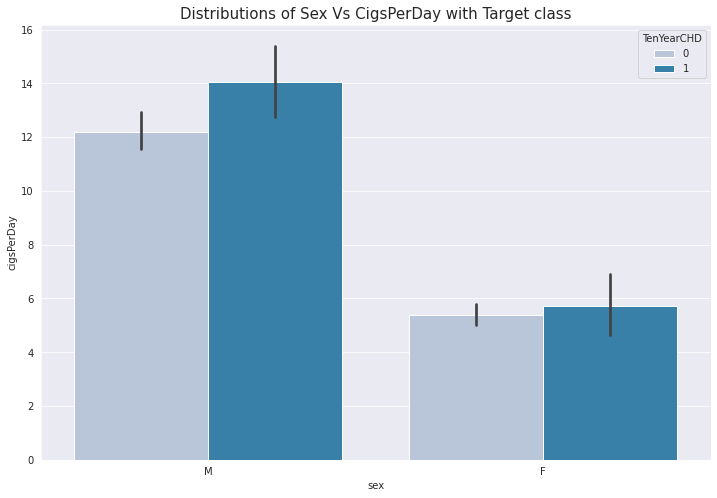 Distributions of Sex Vs CigsPerDay with Target class
16
14
12
10
8
6
4
2
0
cigsPerDay
TenYearCHD
0
1
M
F
sex